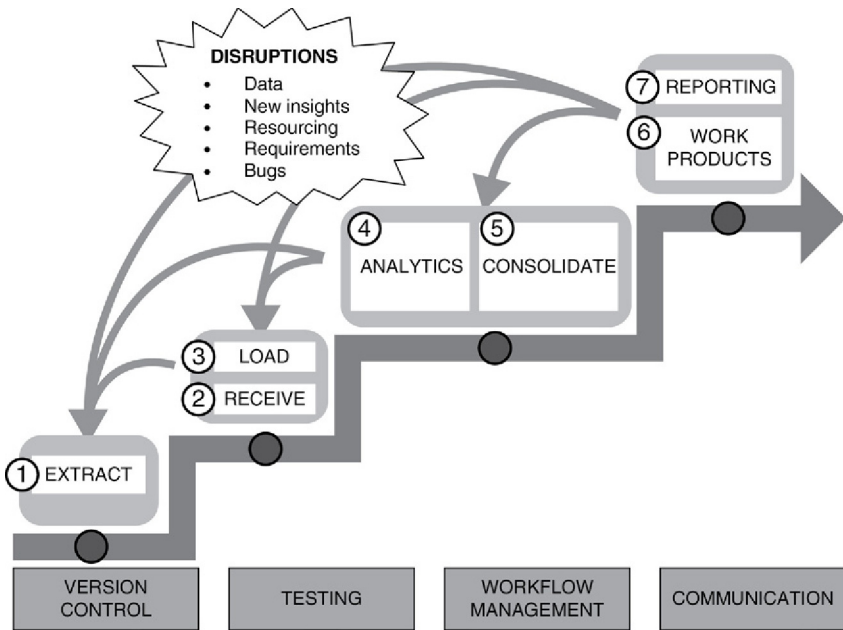 DISRUPTIONS
• Data
• New insights
• Resourcing
• Requirements
• Bugs
7 REPORTING
6 WORK
PRODUCTS
4 ANALYTICS
5 CONSOLIDATE
3 LOAD
2 RECEIVE
1 EXTRACT
VERSION
CONTROL
TESTING
WORKFLOW
MANAGEMENT
COMMUNICATION